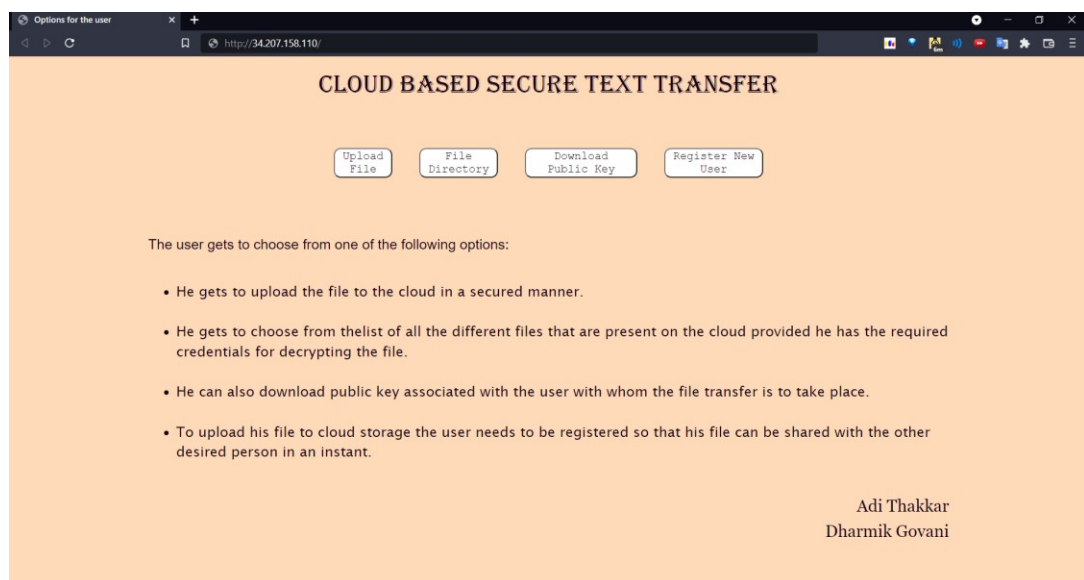 Options for the user
http://34.207.158.110/
6m
CLOUD BASED SECURE TEXT TRANSFER
Upload
File
File
Directory
Download
Public Key
Register New
User
The user gets to choose from one of the following options:
• He gets to upload the file to the cloud in a secured manner.
• He gets to choose from thelist of all the different files that are present on the cloud provided he has the required
credentials for decrypting the file.
• He can also download public key associated with the user with whom the file transfer is to take place.
• To upload his file to cloud storage the user needs to be registered so that his file can be shared with the other
desired person in an instant.
Adi Thakkar
Dharmik Govani